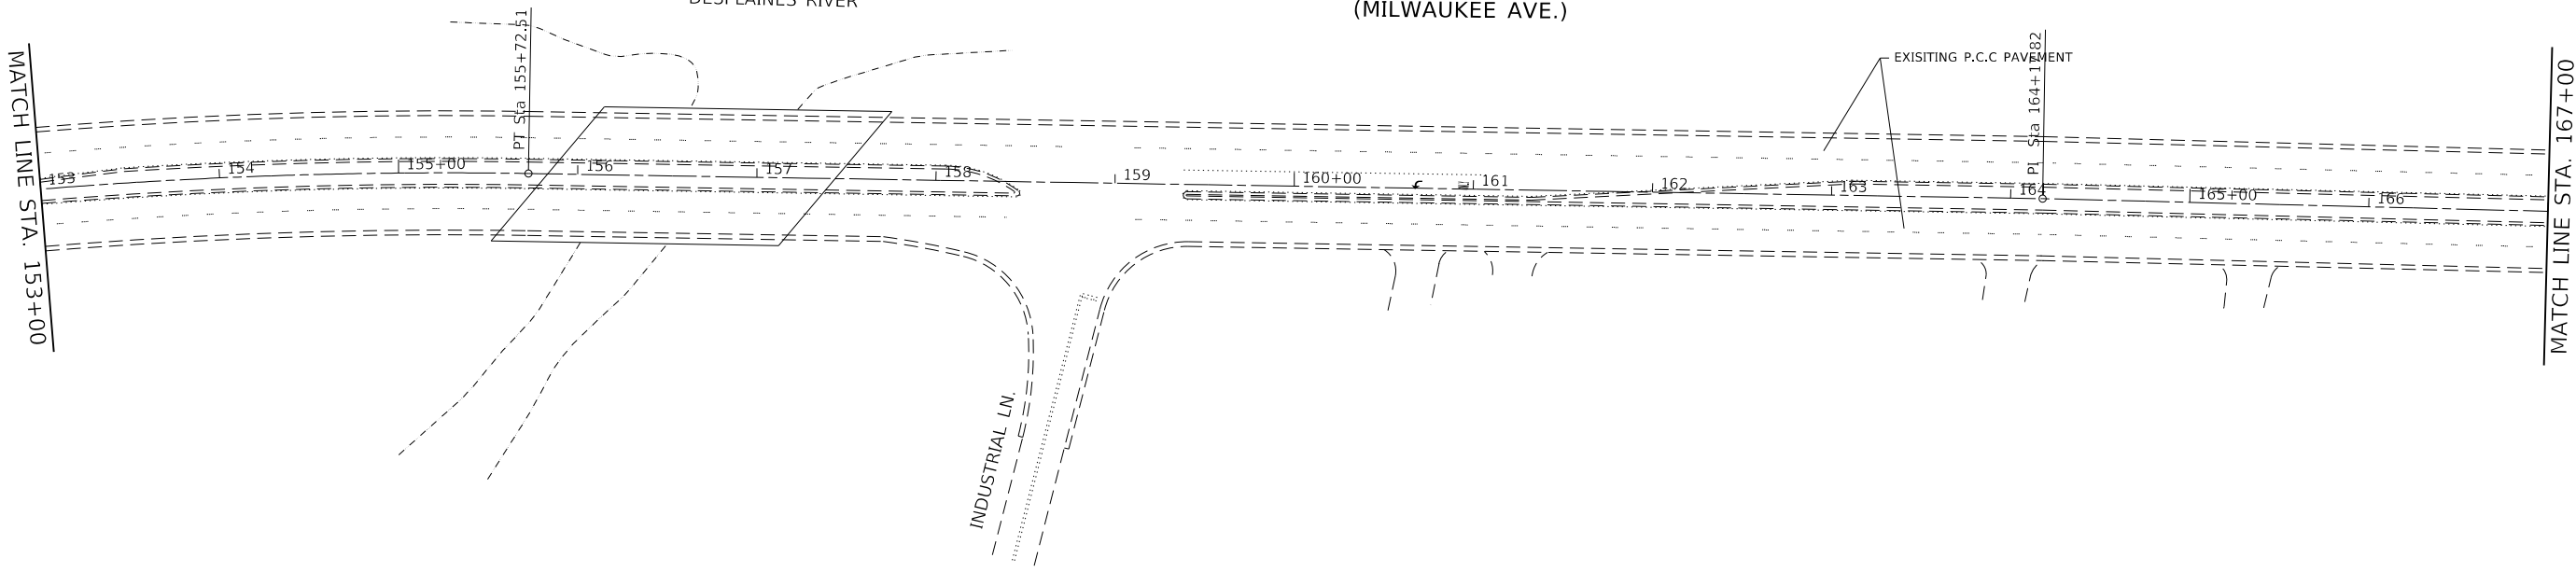 DESPLAINES RIVER
(MILWAUKEE AVE.)
MATCH LINE STA. 153+00
PT Sta 155+72.51
EXISITING P.C.C PAVEMENT
PI Sta 164+17.82
MATCH LINE STA. 167+00
153
154
155+00
156
157
158
159
160+00
161
162
163
164
165+00
166
INDUSTRIAL LN.